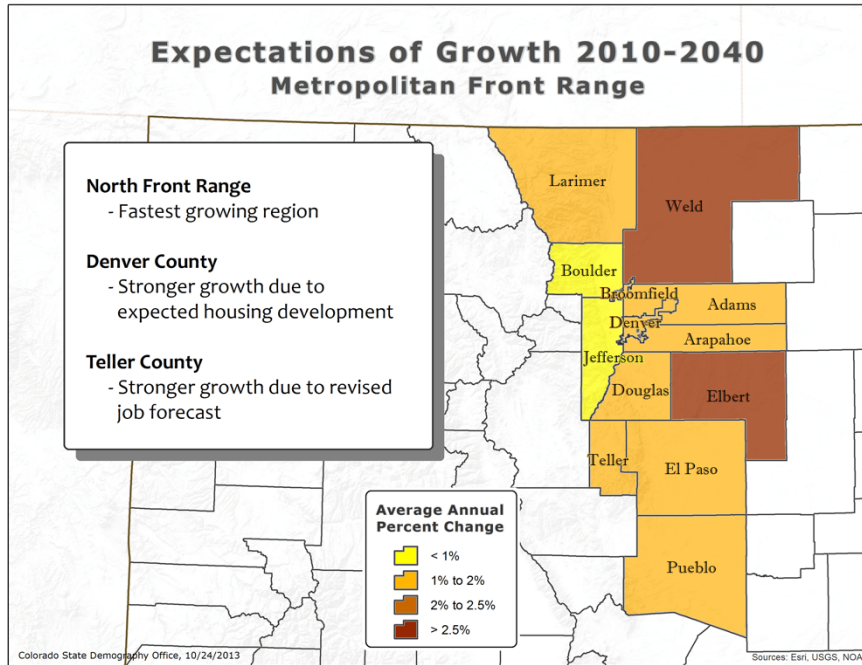 Expectations of Growth 2010-2040
Metropolitan Front Range
North Front Range
- Fastest growing region
Denver County
- Stronger growth due to
expected housing development
Teller County
- Stronger growth due to revised
job forecast
Larimer
Weld
Boulder
Broomfield
Adams
Denver
Arapahoe
Jefferson
Douglas
Elbert
Teller
El Paso
Pueblo
Average Annual
Percent Change
< 1%
1% to 2%
2% to 2.5%
> 2.5%
Colorado State Demography Office, 10/24/2013
Sources: Esri, USGS, NOA